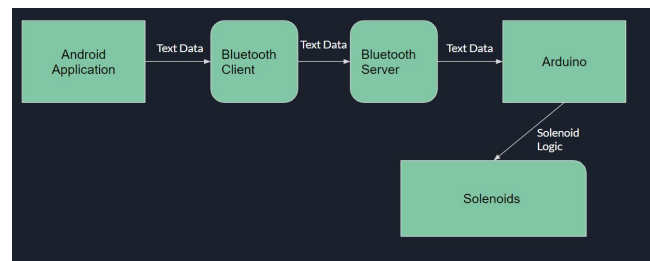 Android
Application
Text Data
Bluetooth
Client
Text Data
Bluetooth
Server
Text Data
Arduino
Solenoid
Logic
Solenoids